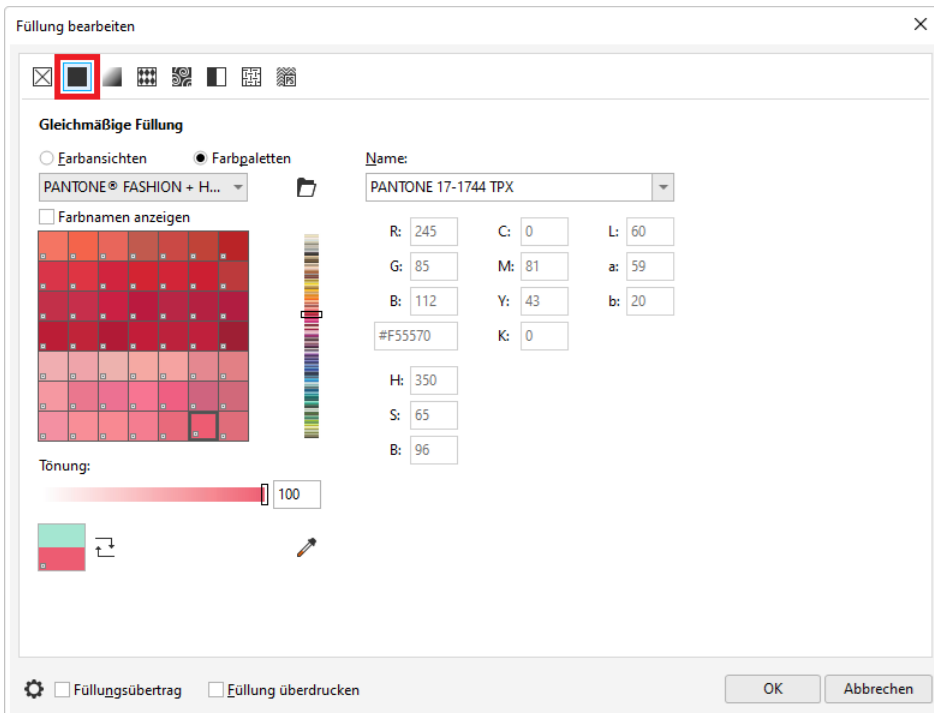 Füllung bearbeiten
PS
Gleichmäßige Füllung
Farbansichten
Farbpaletten
Name:
PANTONE® FASHION + H...
PANTONE 17-1744 TPX
Farbnamen anzeigen
R: 245 C: 0 L: 60
G: 85 M: 81 a: 59
B: 112 Y: 43 b: 20
#F55570 K: 0
H: 350
S: 65
B: 96
Tönung:
100
Füllungsübertrag
Füllung überdrucken
OK
Abbrechen